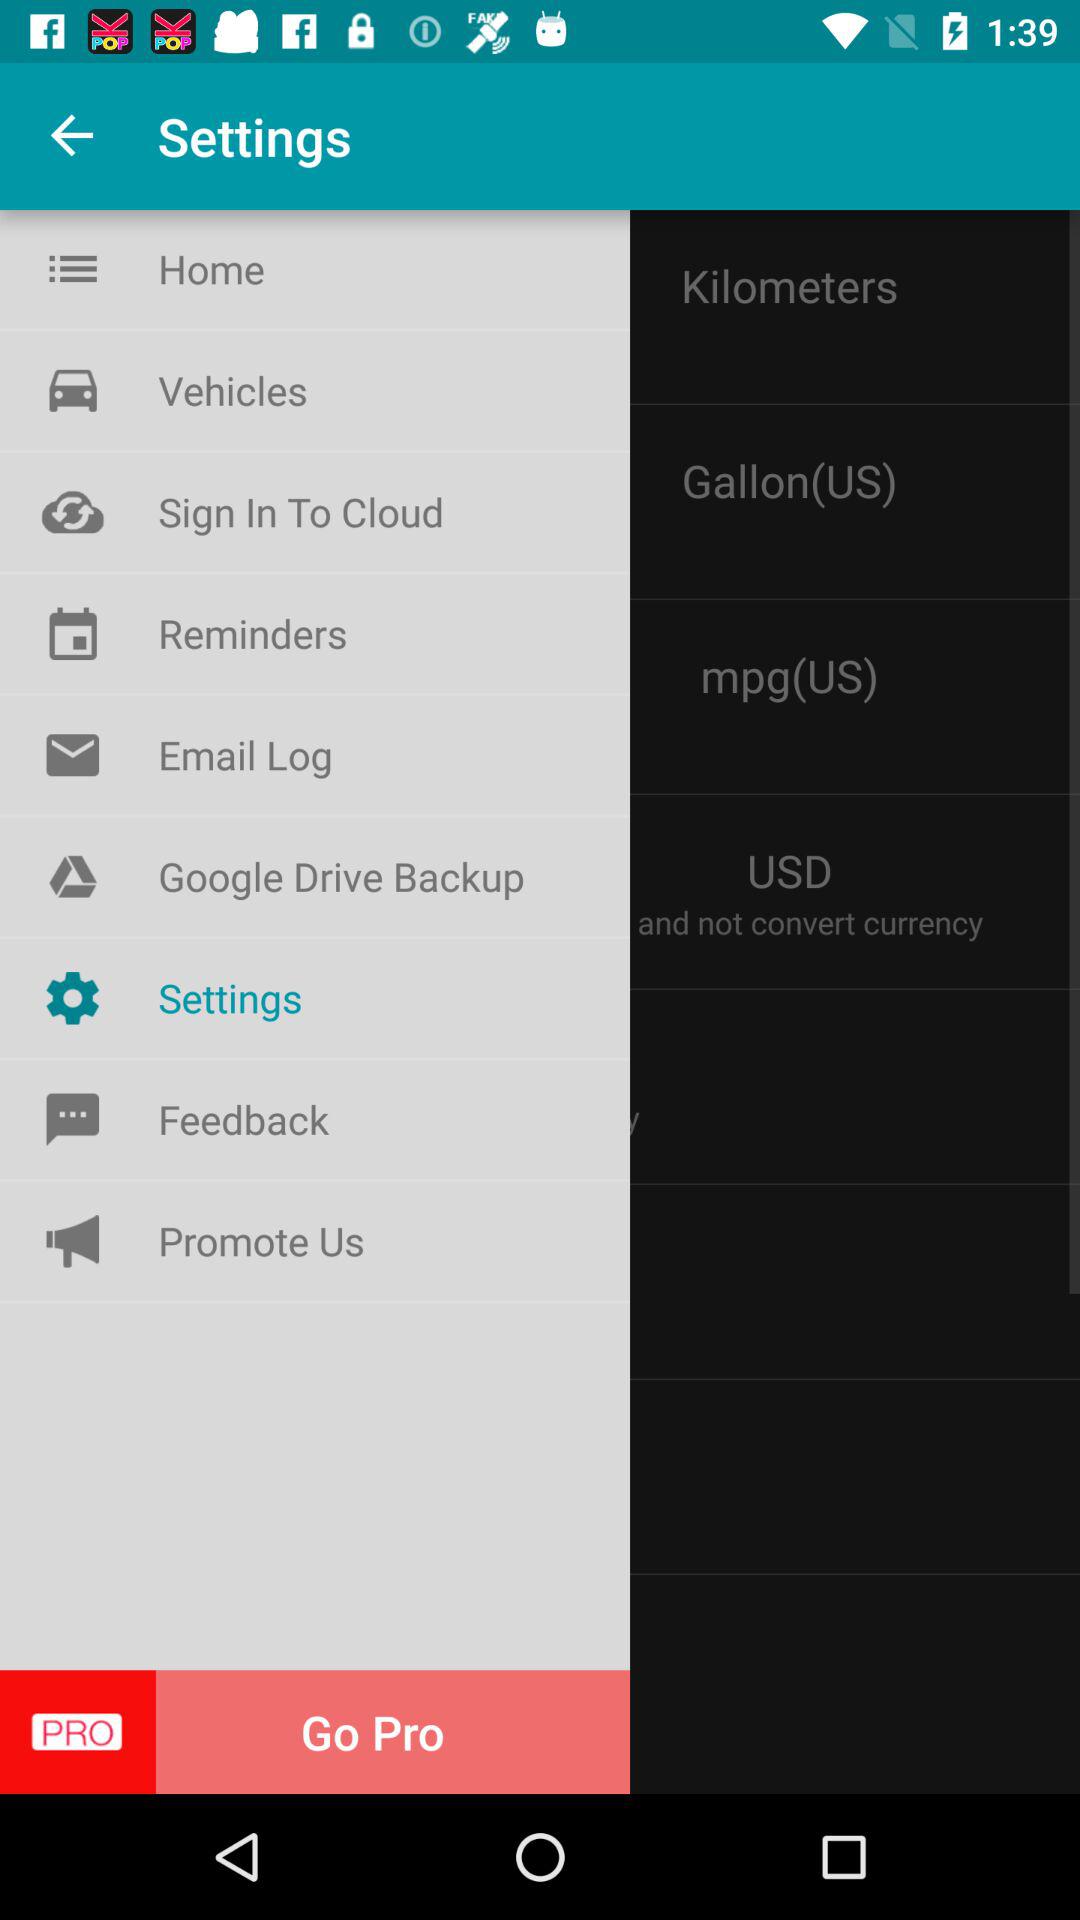 FAKE
1:39
Settings
Home
Vehicles
Sign In To Cloud
Reminders
Email Log
Google Drive Backup
Settings
Feedback
Promote Us
PRO Go Pro
Kilometers
Gallon(US)
mpg(US)
USD
and not convert currency
y